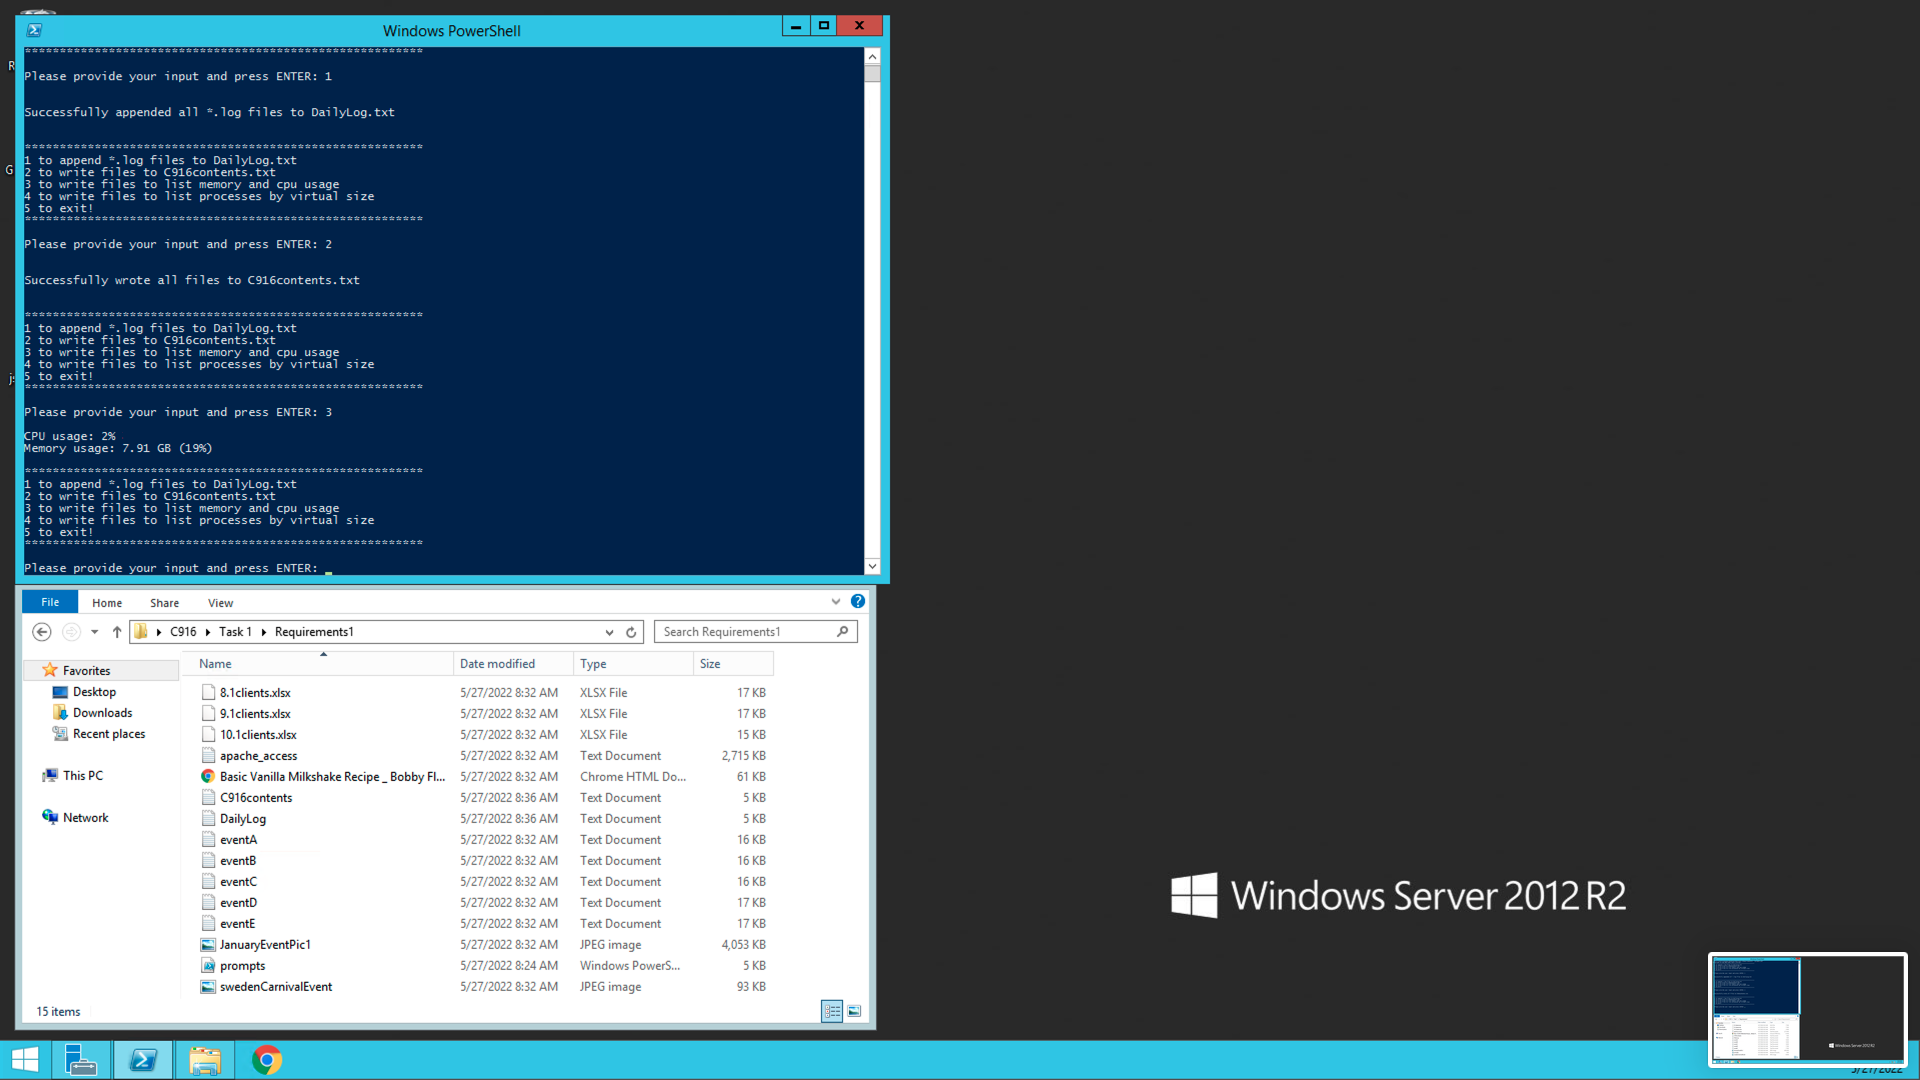 Windows PowerShell
****************************************************
Please provide your input and press ENTER: 1
Successfully appended all *.log files to DailyLog.txt
****************************************************
1 to append *.log files to DailyLog.txt
2 to write files to C916contents.txt
3 to write files to list memory and cpu usage
4 to write files to list processes by virtual size
5 to exit!
****************************************************
Please provide your input and press ENTER: 2
Successfully wrote all files to C916contents.txt
****************************************************
1 to append *.log files to DailyLog.txt
2 to write files to C916contents.txt
3 to write files to list memory and cpu usage
4 to write files to list processes by virtual size
5 to exit!
****************************************************
Please provide your input and press ENTER: 3
CPU usage: 2%
Memory usage: 7.91 GB (19%)
****************************************************
1 to append *.log files to DailyLog.txt
2 to write files to C916contents.txt
3 to write files to list memory and cpu usage
4 to write files to list processes by virtual size
5 to exit!
****************************************************
Please provide your input and press ENTER: _
File Home Share View
C916 Task 1 Requirements1 Search Requirements1
Name Date modified Type Size
Favorites
Desktop
Downloads
Recent places
This PC
Network
8.1clients.xlsx 5/27/2022 8:32 AM XLSX File 17 KB
9.1clients.xlsx 5/27/2022 8:32 AM XLSX File 17 KB
10.1clients.xlsx 5/27/2022 8:32 AM XLSX File 15 KB
apache_access 5/27/2022 8:32 AM Text Document 2,715 KB
Basic Vanilla Milkshake Recipe _ Bobby Fl... 5/27/2022 8:32 AM Chrome HTML Do... 61 KB
C916contents 5/27/2022 8:36 AM Text Document 5 KB
DailyLog 5/27/2022 8:36 AM Text Document 5 KB
eventA 5/27/2022 8:32 AM Text Document 16 KB
eventB 5/27/2022 8:32 AM Text Document 16 KB
eventC 5/27/2022 8:32 AM Text Document 16 KB
eventD 5/27/2022 8:32 AM Text Document 17 KB
eventE 5/27/2022 8:32 AM Text Document 17 KB
JanuaryEventPic1 5/27/2022 8:32 AM JPEG image 4,053 KB
prompts 5/27/2022 8:24 AM Windows PowerS... 5 KB
swedenCarnivalEvent 5/27/2022 8:32 AM JPEG image 93 KB
15 items
Windows Server 2012 R2